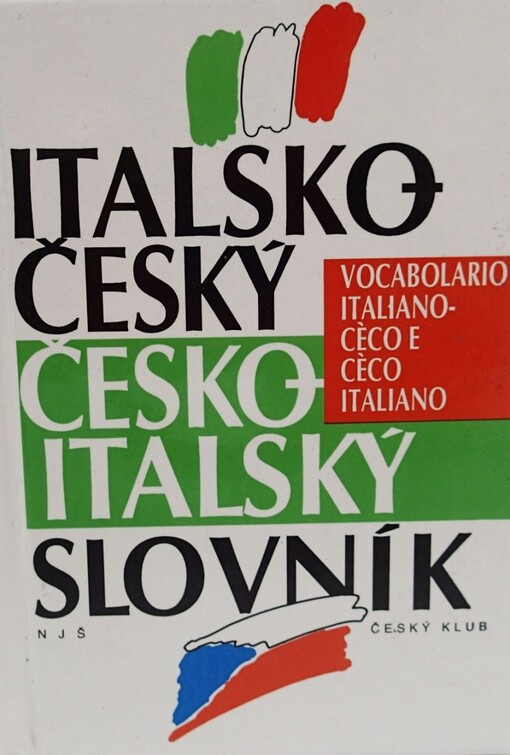 ITALSKO-
ČESKÝ
VOCABOLARIO
ITALIANO-
CÈCO E
CÈCO
ITALIANO
ČESKO-
ITALSKÝ
SLOVNÍK
NJŠ
ČESKÝ KLUB